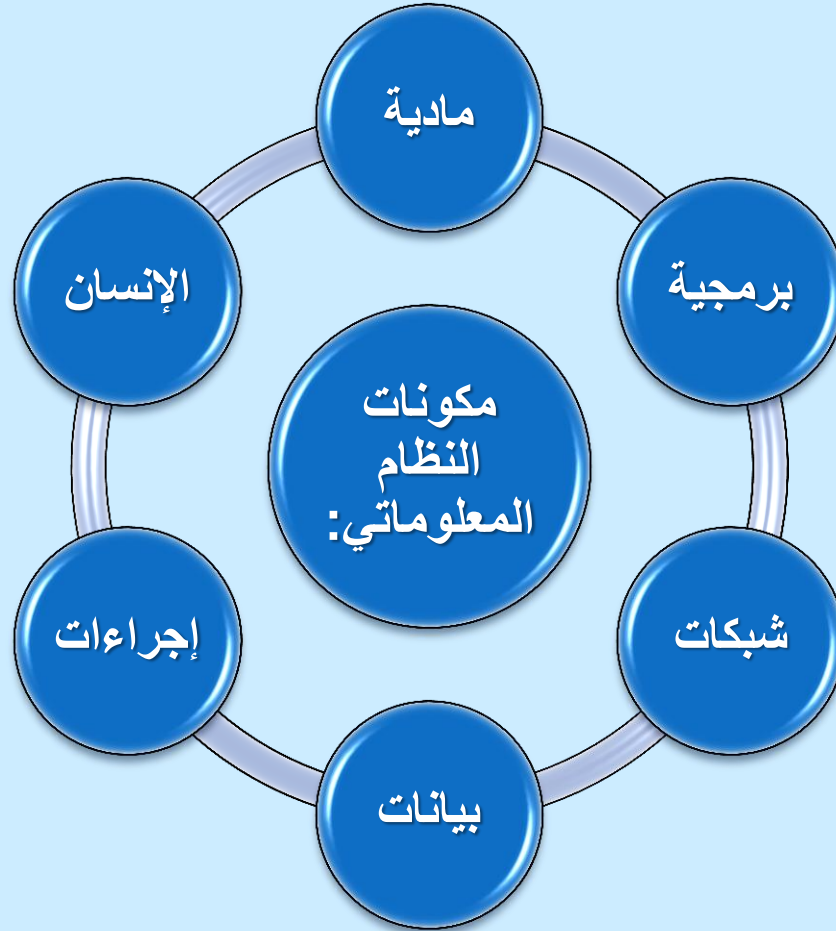 مكونات
النظام
المعلوماتي:
مادية
برمجية
شبكات
بيانات
إجراءات
الإنسان